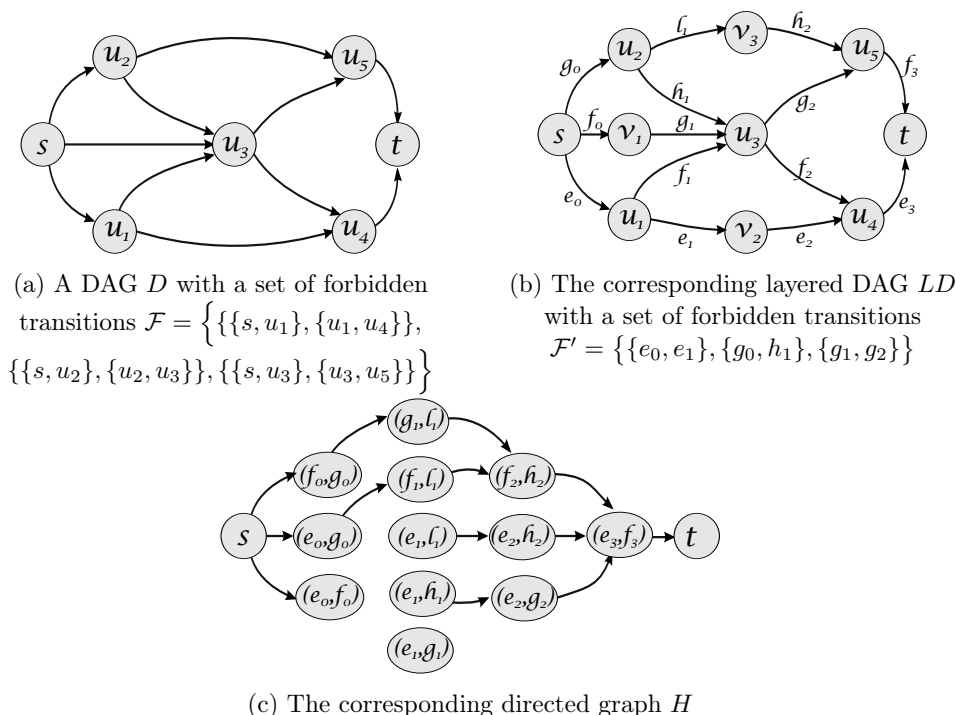 u₂
u₅
s
u₃
t
u₁
u₄
(a) A DAG D with a set of forbidden
transitions F = {{{s, u₁}, {u₁, u₄}},
{{s, u₂}, {u₂, u₃}}, {{s, u₃}, {u₃, u₅}}}
l₁
v₃
h₂
u₂
u₅
g₀
h₁
g₂
f₃
s
f₀
v₁
g₁
u₃
t
e₀
f₁
f₂
e₃
u₁
e₁
v₂
e₂
u₄
(b) The corresponding layered DAG LD
with a set of forbidden transitions
F′ = {{e₀, e₁}, {g₀, h₁}, {g₁, g₂}}
(g₁,l₁)
(f₀,g₀)
(f₁,l₁)
(f₂,h₂)
s
(e₀,g₀)
(e₁,l₁)
(e₂,h₂)
(e₃,f₃)
t
(e₀,f₀)
(e₁,h₁)
(e₂,g₂)
(e₁,g₁)
(c) The corresponding directed graph H